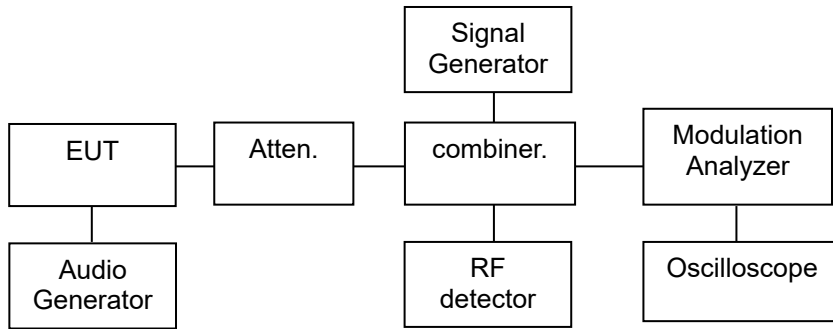 Signal
Generator
EUT
Atten.
combiner.
Modulation
Analyzer
Audio
Generator
RF
detector
Oscilloscope